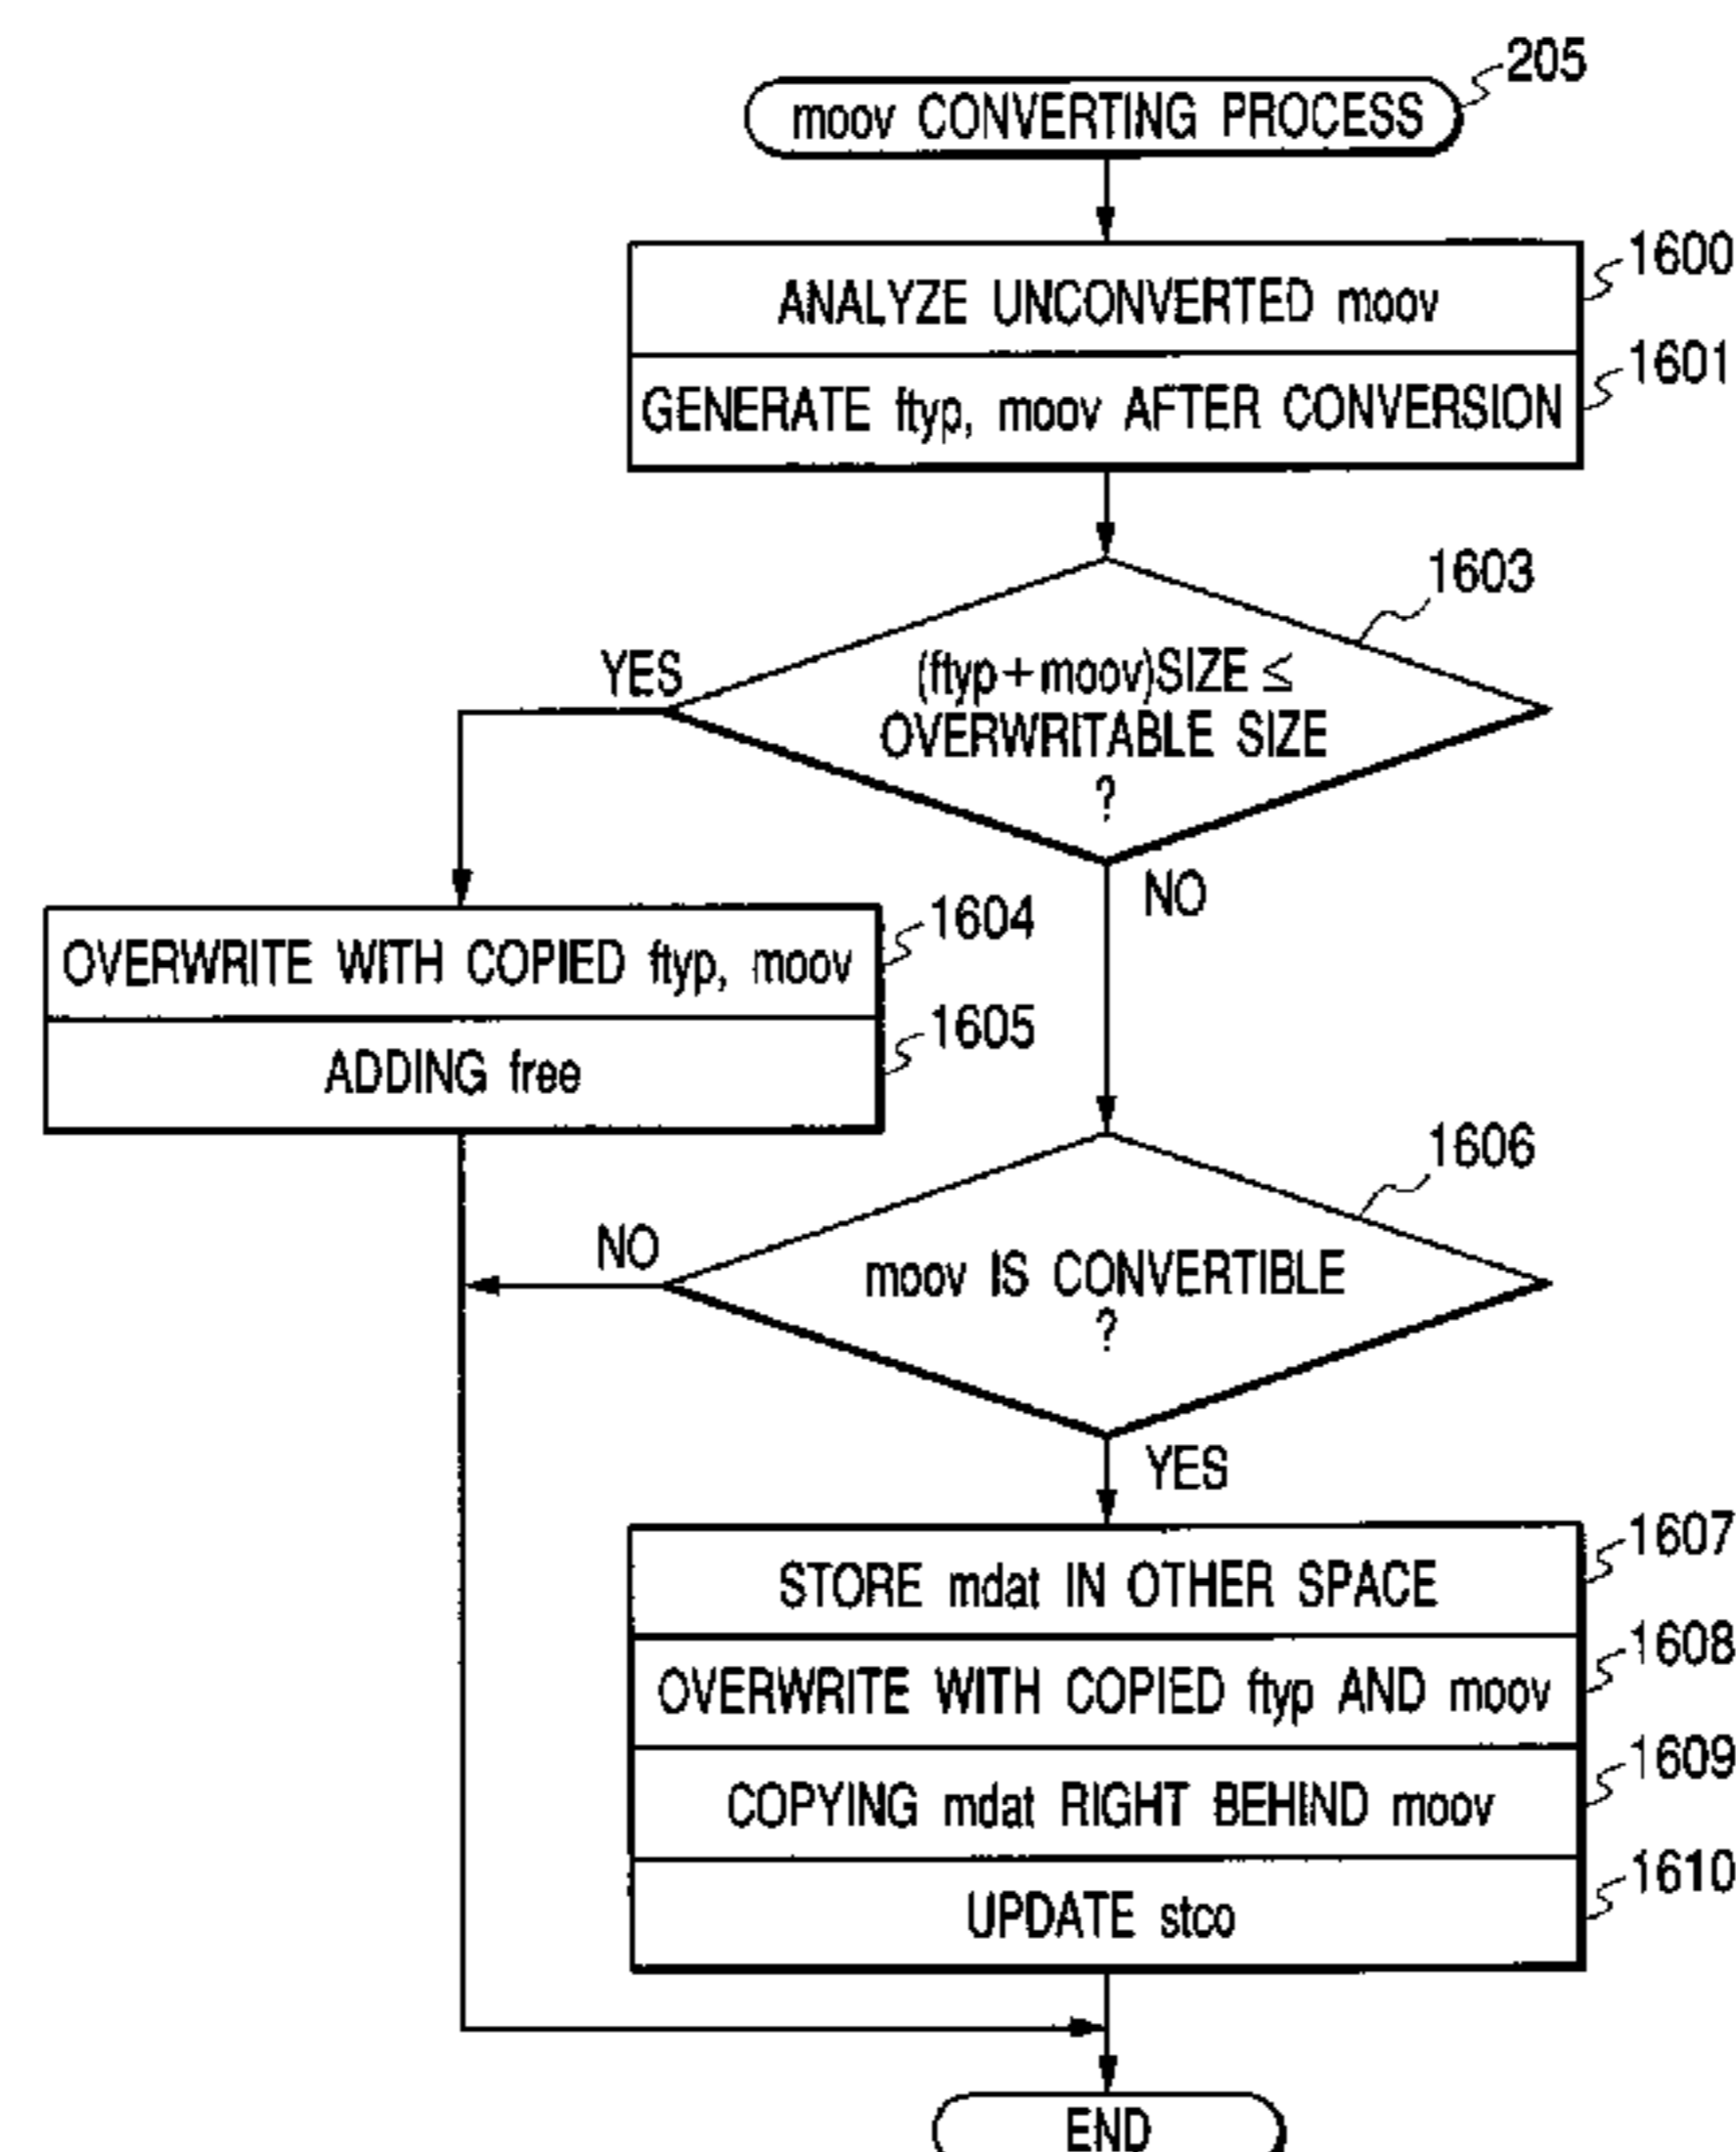 205
moov CONVERTING PROCESS
1600
ANALYZE UNCONVERTED moov
1601
GENERATE ftyp, moov AFTER CONVERSION
1603
(ftyp+moov)SIZE ≤
OVERWRITABLE SIZE
?
YES
NO
1604
OVERWRITE WITH COPIED ftyp, moov
1605
ADDING free
1606
moov IS CONVERTIBLE
?
NO
YES
1607
STORE mdat IN OTHER SPACE
1608
OVERWRITE WITH COPIED ftyp AND moov
1609
COPYING mdat RIGHT BEHIND moov
1610
UPDATE stco
END